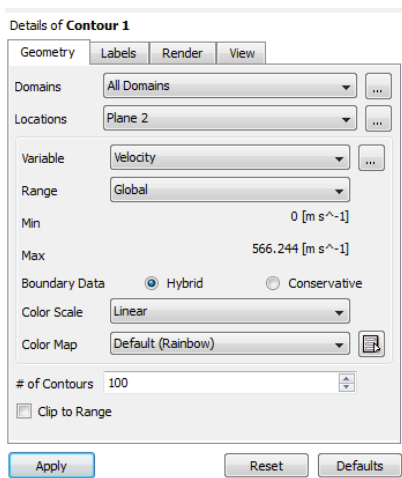 Details of Contour 1
Geometry Labels Render View
Domains All Domains ...
Locations Plane 2 ...
Variable Velocity ...
Range Global
Min 0 [m s^-1]
Max 566.244 [m s^-1]
Boundary Data Hybrid Conservative
Color Scale Linear
Color Map Default (Rainbow)
# of Contours 100
Clip to Range
Apply Reset Defaults